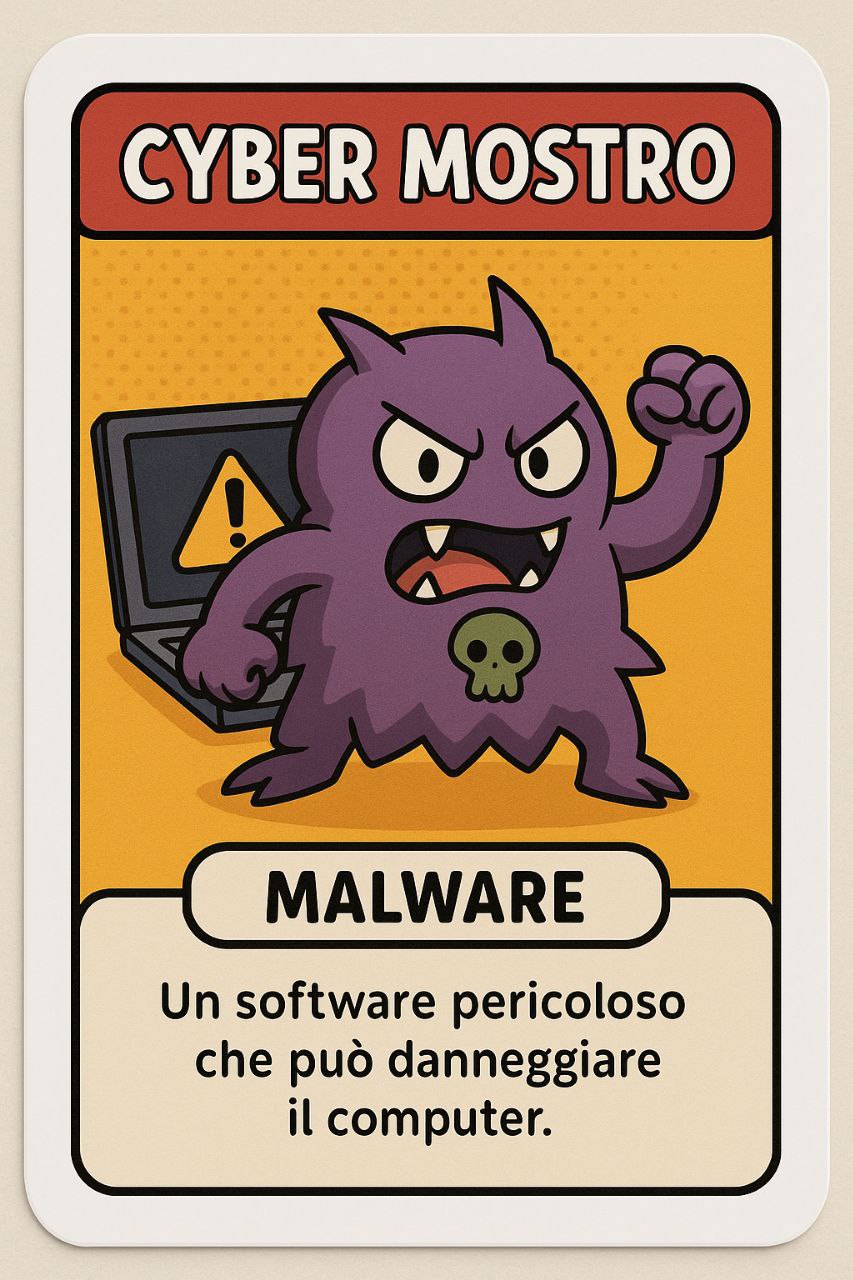 CYBER MOSTRO
!
MALWARE
Un software pericoloso
che può danneggiare
il computer.